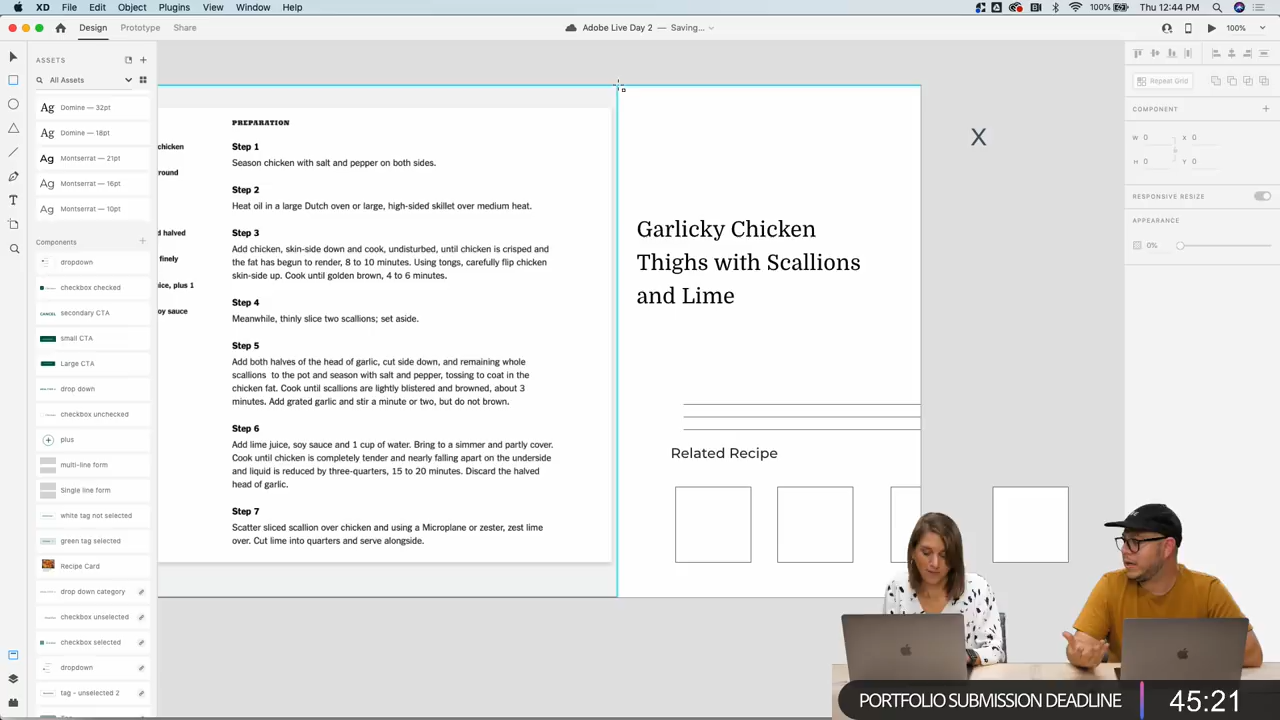 XD File Edit Object Plugins View Window Help
100% Thu 12:44 PM
Design Prototype Share
Adobe Live Day 2 — Saving...
100%
ASSETS
All Assets
Ag Domine — 32pt
Ag Domine — 18pt
Ag Montserrat — 21pt
Ag Montserrat — 16pt
Ag Montserrat — 10pt
Components
dropdown
checkbox checked
CANCEL secondary CTA
small CTA
Large CTA
drop down
checkbox unchecked
plus
multi-line form
Single line form
white tag not selected
green tag selected
Recipe Card
drop down category
checkbox unselected
checkbox selected
dropdown
tag - unselected 2
chicken
round
d halved
finely
ice, plus 1
oy sauce
PREPARATION
Step 1
Season chicken with salt and pepper on both sides.
Step 2
Heat oil in a large Dutch oven or large, high-sided skillet over medium heat.
Step 3
Add chicken, skin-side down and cook, undisturbed, until chicken is crisped and
the fat has begun to render, 8 to 10 minutes. Using tongs, carefully flip chicken
skin-side up. Cook until golden brown, 4 to 6 minutes.
Step 4
Meanwhile, thinly slice two scallions; set aside.
Step 5
Add both halves of the head of garlic, cut side down, and remaining whole
scallions to the pot and season with salt and pepper, tossing to coat in the
chicken fat. Cook until scallions are lightly blistered and browned, about 3
minutes. Add grated garlic and stir a minute or two, but do not brown.
Step 6
Add lime juice, soy sauce and 1 cup of water. Bring to a simmer and partly cover.
Cook until chicken is completely tender and nearly falling apart on the underside
and liquid is reduced by three-quarters, 15 to 20 minutes. Discard the halved
head of garlic.
Step 7
Scatter sliced scallion over chicken and using a Microplane or zester, zest lime
over. Cut lime into quarters and serve alongside.
Garlicky Chicken
Thighs with Scallions
and Lime
Related Recipe
X
Repeat Grid
COMPONENT
W 0 X 0
H 0 Y 0
RESPONSIVE RESIZE
APPEARANCE
0%
PORTFOLIO SUBMISSION DEADLINE 45:21